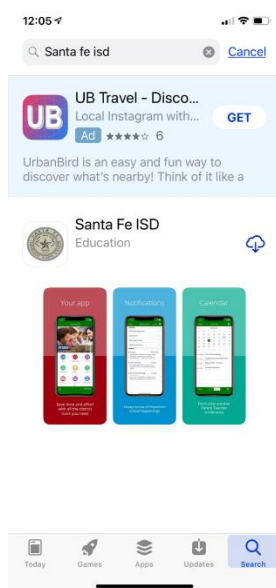 12:05
Santa fe isd
Cancel
UB
UB Travel - Disco...
Local Instagram with...
GET
Ad 6
UrbanBird is an easy and fun way to
discover what's nearby! Think of it like a
Santa Fe ISD
Education
Your app
Notifications
Calendar
Today
Games
Apps
Updates
Search